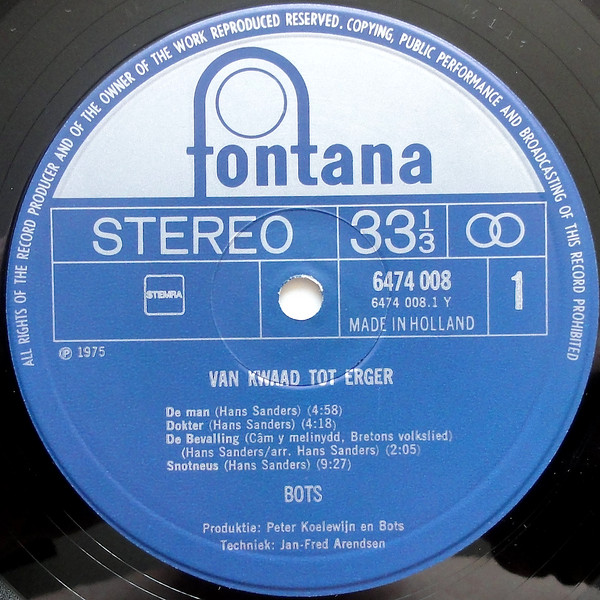 ALL RIGHTS OF THE RECORD PRODUCER AND OF THE OWNER OF THE WORK REPRODUCED RESERVED. COPYING, PUBLIC PERFORMANCE AND BROADCASTING OF THIS RECORD PROHIBITED
fontana
STEREO 33 1/3
STEMRA
6474 008
6474 008.1 Y
MADE IN HOLLAND
1
℗ 1975
VAN KWAAD TOT ERGER
De man (Hans Sanders) (4:58)
Dokter (Hans Sanders) (4:18)
De Bevalling (Câm y melinydd, Bretons volkslied)
(Hans Sanders/arr. Hans Sanders) (2:05)
Snotneus (Hans Sanders) (9:27)
BOTS
Produktie: Peter Koelewijn en Bots
Techniek: Jan-Fred Arendsen